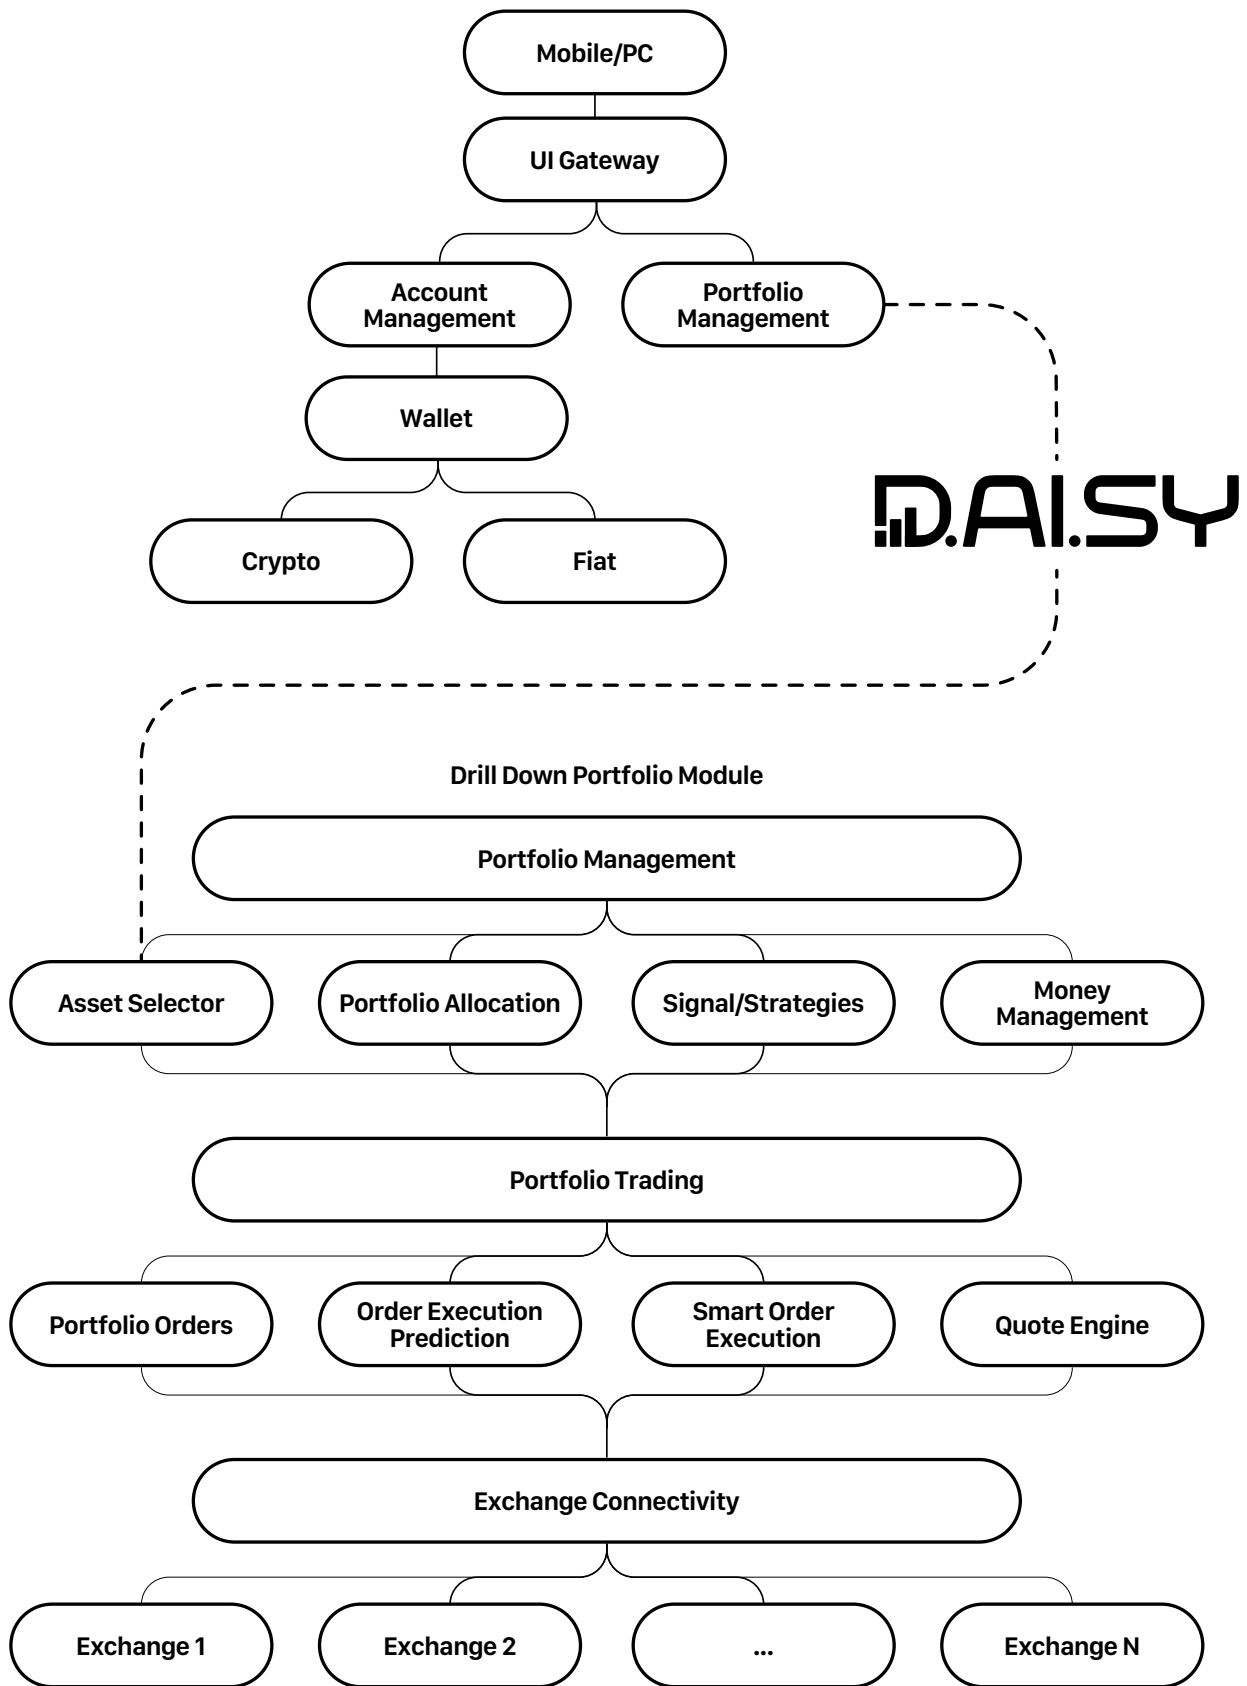 Mobile/PC
UI Gateway
Account
Management
Portfolio
Management
Wallet
D.AI.SY
Crypto
Fiat
Drill Down Portfolio Module
Portfolio Management
Asset Selector
Portfolio Allocation
Signal/Strategies
Money
Management
Portfolio Trading
Portfolio Orders
Order Execution
Prediction
Smart Order
Execution
Quote Engine
Exchange Connectivity
Exchange 1
Exchange 2
...
Exchange N